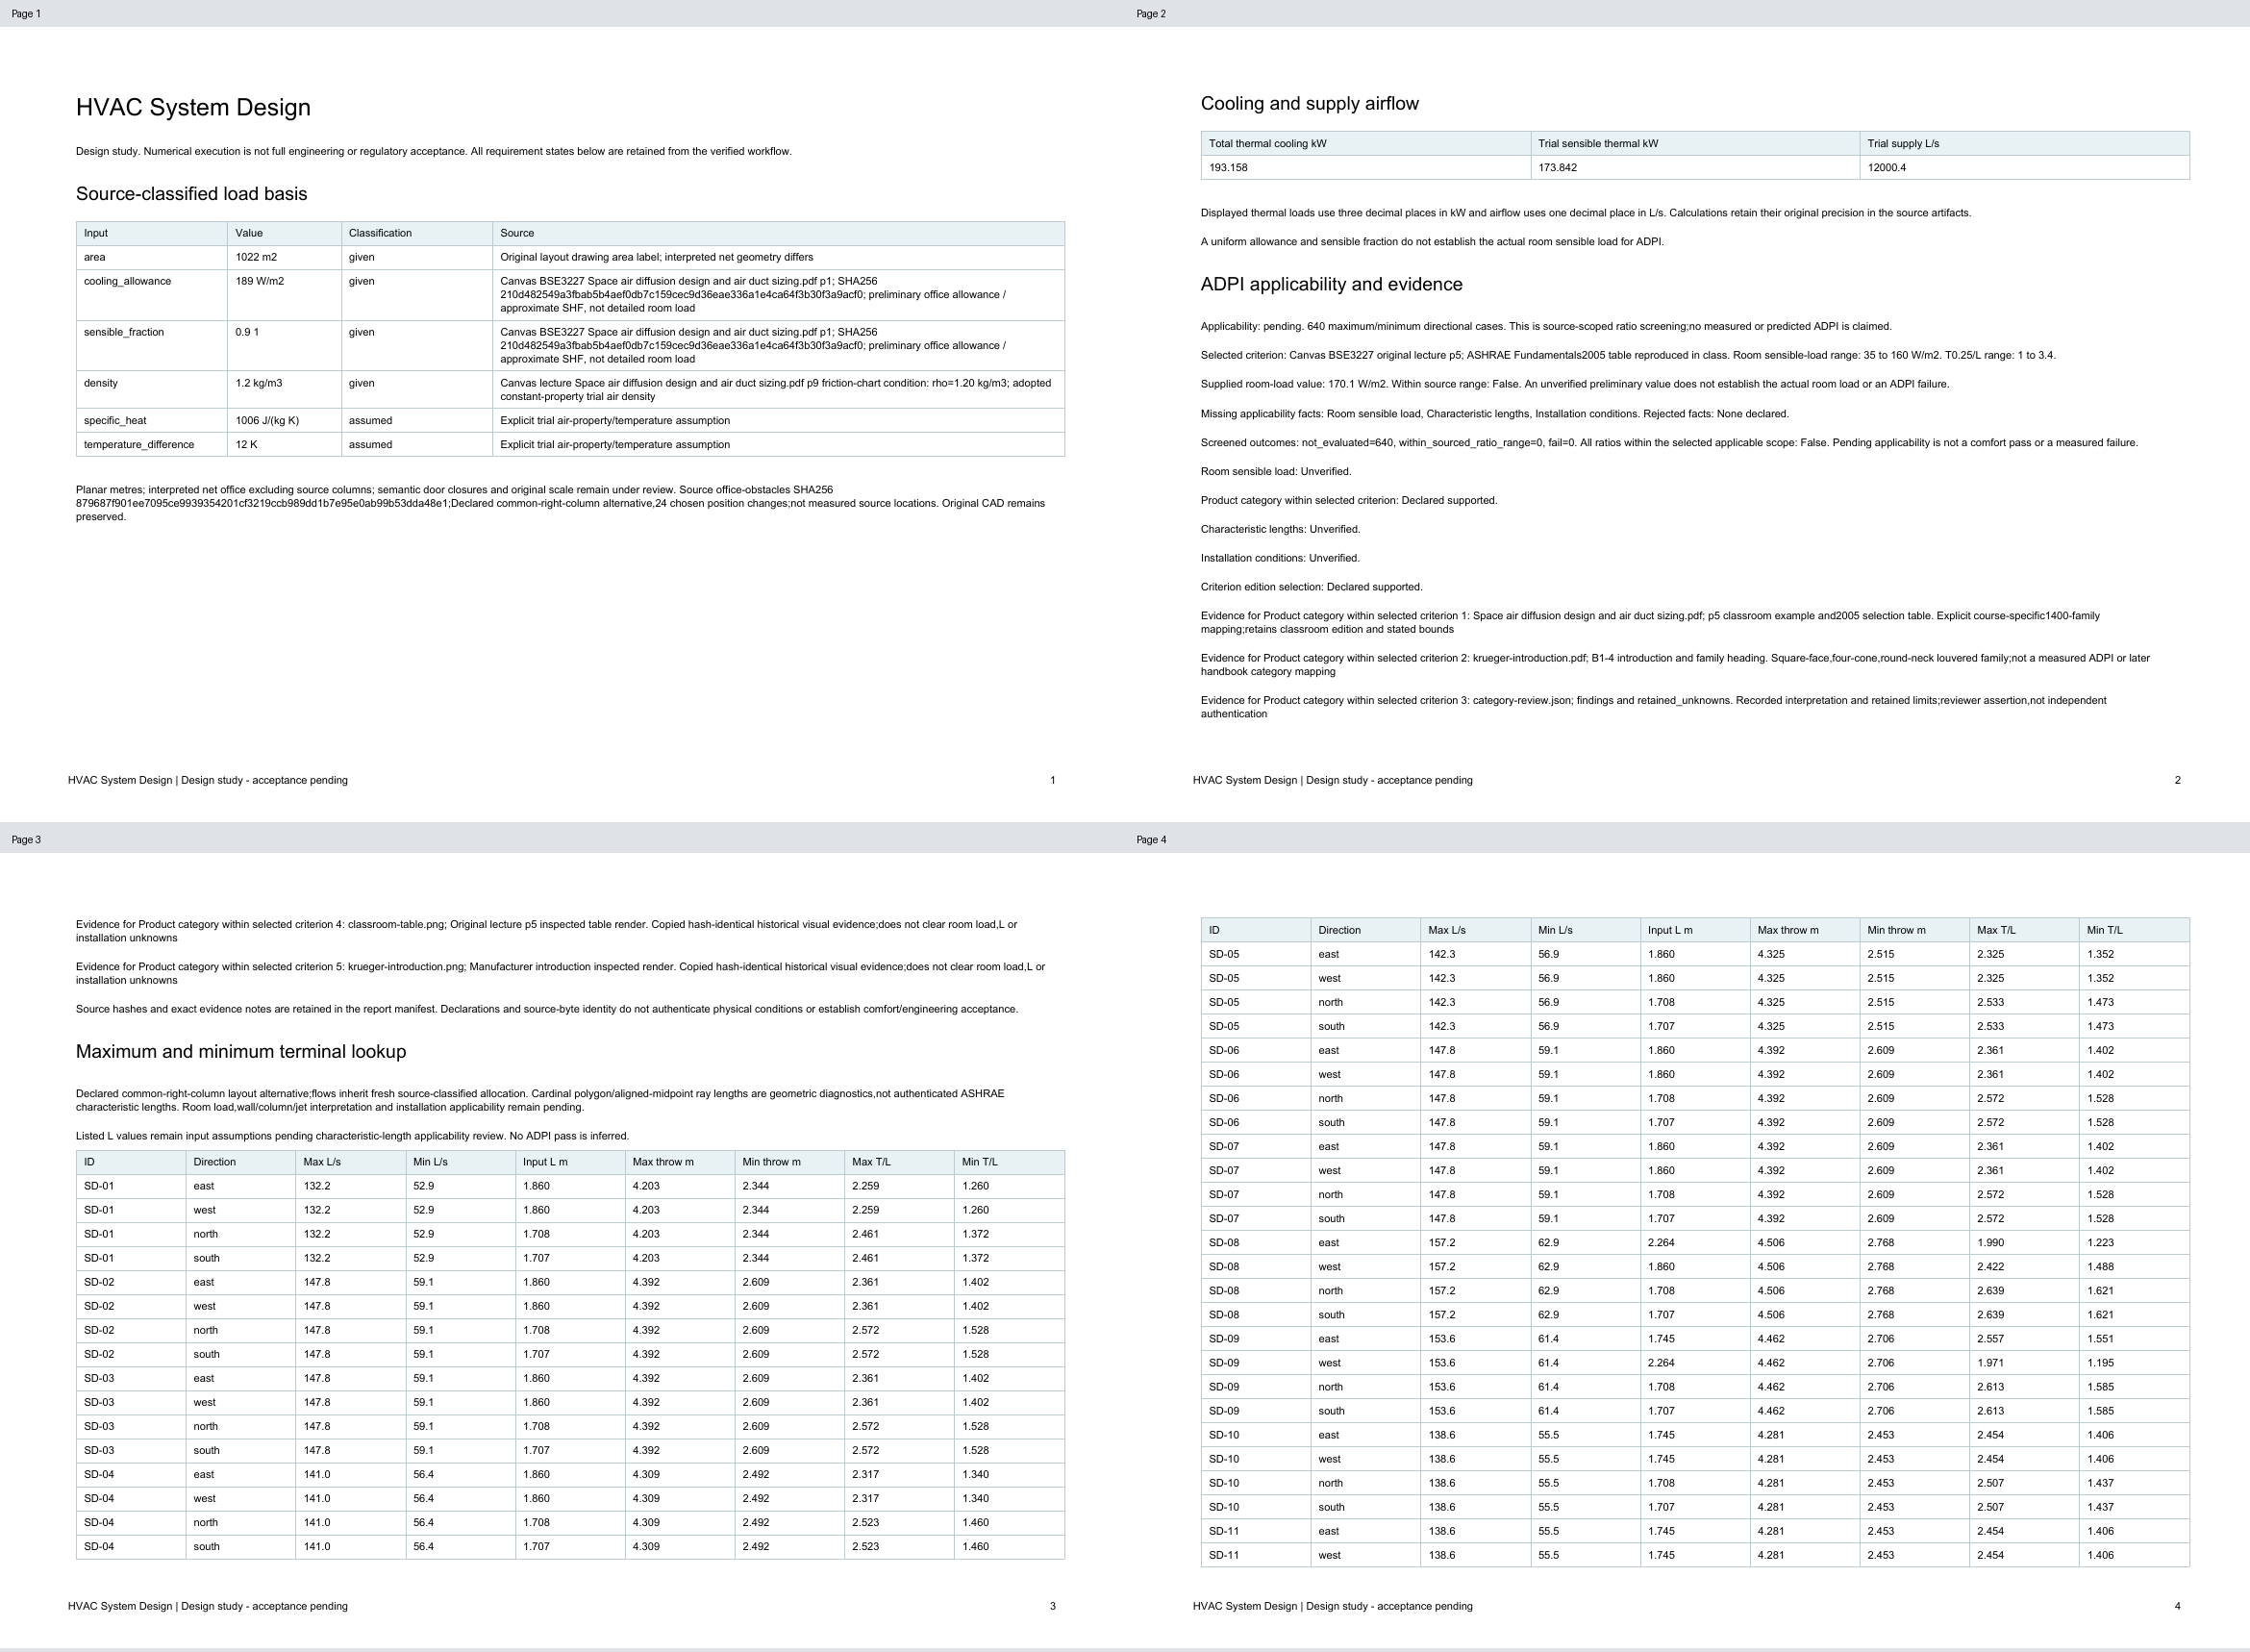 Page 1
HVAC System Design
Design study. Numerical execution is not full engineering or regulatory acceptance. All requirement states below are retained from the verified workflow.
Source-classified load basis
Input Value Classification Source
area 1022 m2 given Original layout drawing area label; interpreted net geometry differs
cooling_allowance 189 W/m2 given Canvas BSE3227 Space air diffusion design and air duct sizing.pdf p1; SHA256
210d482549a3fbab5b4aef0db7c159cec9d36eae336a1e4ca64f3b30f3a9acf0; preliminary office allowance /
approximate SHF, not detailed room load
sensible_fraction 0.9 1 given Canvas BSE3227 Space air diffusion design and air duct sizing.pdf p1; SHA256
210d482549a3fbab5b4aef0db7c159cec9d36eae336a1e4ca64f3b30f3a9acf0; preliminary office allowance /
approximate SHF, not detailed room load
density 1.2 kg/m3 given Canvas lecture Space air diffusion design and air duct sizing.pdf p9 friction-chart condition: rho=1.20 kg/m3; adopted
constant-property trial air density
specific_heat 1006 J/(kg K) assumed Explicit trial air-property/temperature assumption
temperature_difference 12 K assumed Explicit trial air-property/temperature assumption
Planar metres; interpreted net office excluding source columns; semantic door closures and original scale remain under review. Source office-obstacles SHA256
879687f901ee7095ce9939354201cf3219ccb989dd1b7e95e0ab99b53dda48e1;Declared common-right-column alternative,24 chosen position changes;not measured source locations. Original CAD remains
preserved.
HVAC System Design | Design study - acceptance pending 1
Page 2
Cooling and supply airflow
Total thermal cooling kW Trial sensible thermal kW Trial supply L/s
193.158 173.842 12000.4
Displayed thermal loads use three decimal places in kW and airflow uses one decimal place in L/s. Calculations retain their original precision in the source artifacts.
A uniform allowance and sensible fraction do not establish the actual room sensible load for ADPI.
ADPI applicability and evidence
Applicability: pending. 640 maximum/minimum directional cases. This is source-scoped ratio screening;no measured or predicted ADPI is claimed.
Selected criterion: Canvas BSE3227 original lecture p5; ASHRAE Fundamentals2005 table reproduced in class. Room sensible-load range: 35 to 160 W/m2. T0.25/L range: 1 to 3.4.
Supplied room-load value: 170.1 W/m2. Within source range: False. An unverified preliminary value does not establish the actual room load or an ADPI failure.
Missing applicability facts: Room sensible load, Characteristic lengths, Installation conditions. Rejected facts: None declared.
Screened outcomes: not_evaluated=640, within_sourced_ratio_range=0, fail=0. All ratios within the selected applicable scope: False. Pending applicability is not a comfort pass or a measured failure.
Room sensible load: Unverified.
Product category within selected criterion: Declared supported.
Characteristic lengths: Unverified.
Installation conditions: Unverified.
Criterion edition selection: Declared supported.
Evidence for Product category within selected criterion 1: Space air diffusion design and air duct sizing.pdf; p5 classroom example and2005 selection table. Explicit course-specific1400-family
mapping;retains classroom edition and stated bounds
Evidence for Product category within selected criterion 2: krueger-introduction.pdf; B1-4 introduction and family heading. Square-face,four-cone,round-neck louvered family;not a measured ADPI or later
handbook category mapping
Evidence for Product category within selected criterion 3: category-review.json; findings and retained_unknowns. Recorded interpretation and retained limits;reviewer assertion,not independent
authentication
HVAC System Design | Design study - acceptance pending 2
Page 3
Evidence for Product category within selected criterion 4: classroom-table.png; Original lecture p5 inspected table render. Copied hash-identical historical visual evidence;does not clear room load,L or
installation unknowns
Evidence for Product category within selected criterion 5: krueger-introduction.png; Manufacturer introduction inspected render. Copied hash-identical historical visual evidence;does not clear room load,L or
installation unknowns
Source hashes and exact evidence notes are retained in the report manifest. Declarations and source-byte identity do not authenticate physical conditions or establish comfort/engineering acceptance.
Maximum and minimum terminal lookup
Declared common-right-column layout alternative;flows inherit fresh source-classified allocation. Cardinal polygon/aligned-midpoint ray lengths are geometric diagnostics,not authenticated ASHRAE
characteristic lengths. Room load,wall/column/jet interpretation and installation applicability remain pending.
Listed L values remain input assumptions pending characteristic-length applicability review. No ADPI pass is inferred.
ID Direction Max L/s Min L/s Input L m Max throw m Min throw m Max T/L Min T/L
SD-01 east 132.2 52.9 1.860 4.203 2.344 2.259 1.260
SD-01 west 132.2 52.9 1.860 4.203 2.344 2.259 1.260
SD-01 north 132.2 52.9 1.708 4.203 2.344 2.461 1.372
SD-01 south 132.2 52.9 1.707 4.203 2.344 2.461 1.372
SD-02 east 147.8 59.1 1.860 4.392 2.609 2.361 1.402
SD-02 west 147.8 59.1 1.860 4.392 2.609 2.361 1.402
SD-02 north 147.8 59.1 1.708 4.392 2.609 2.572 1.528
SD-02 south 147.8 59.1 1.707 4.392 2.609 2.572 1.528
SD-03 east 147.8 59.1 1.860 4.392 2.609 2.361 1.402
SD-03 west 147.8 59.1 1.860 4.392 2.609 2.361 1.402
SD-03 north 147.8 59.1 1.708 4.392 2.609 2.572 1.528
SD-03 south 147.8 59.1 1.707 4.392 2.609 2.572 1.528
SD-04 east 141.0 56.4 1.860 4.309 2.492 2.317 1.340
SD-04 west 141.0 56.4 1.860 4.309 2.492 2.317 1.340
SD-04 north 141.0 56.4 1.708 4.309 2.492 2.523 1.460
SD-04 south 141.0 56.4 1.707 4.309 2.492 2.523 1.460
HVAC System Design | Design study - acceptance pending 3
Page 4
ID Direction Max L/s Min L/s Input L m Max throw m Min throw m Max T/L Min T/L
SD-05 east 142.3 56.9 1.860 4.325 2.515 2.325 1.352
SD-05 west 142.3 56.9 1.860 4.325 2.515 2.325 1.352
SD-05 north 142.3 56.9 1.708 4.325 2.515 2.533 1.473
SD-05 south 142.3 56.9 1.707 4.325 2.515 2.533 1.473
SD-06 east 147.8 59.1 1.860 4.392 2.609 2.361 1.402
SD-06 west 147.8 59.1 1.860 4.392 2.609 2.361 1.402
SD-06 north 147.8 59.1 1.708 4.392 2.609 2.572 1.528
SD-06 south 147.8 59.1 1.707 4.392 2.609 2.572 1.528
SD-07 east 147.8 59.1 1.860 4.392 2.609 2.361 1.402
SD-07 west 147.8 59.1 1.860 4.392 2.609 2.361 1.402
SD-07 north 147.8 59.1 1.708 4.392 2.609 2.572 1.528
SD-07 south 147.8 59.1 1.707 4.392 2.609 2.572 1.528
SD-08 east 157.2 62.9 2.264 4.506 2.768 1.990 1.223
SD-08 west 157.2 62.9 1.860 4.506 2.768 2.422 1.488
SD-08 north 157.2 62.9 1.708 4.506 2.768 2.639 1.621
SD-08 south 157.2 62.9 1.707 4.506 2.768 2.639 1.621
SD-09 east 153.6 61.4 1.745 4.462 2.706 2.557 1.551
SD-09 west 153.6 61.4 2.264 4.462 2.706 1.971 1.195
SD-09 north 153.6 61.4 1.708 4.462 2.706 2.613 1.585
SD-09 south 153.6 61.4 1.707 4.462 2.706 2.613 1.585
SD-10 east 138.6 55.5 1.745 4.281 2.453 2.454 1.406
SD-10 west 138.6 55.5 1.745 4.281 2.453 2.454 1.406
SD-10 north 138.6 55.5 1.708 4.281 2.453 2.507 1.437
SD-10 south 138.6 55.5 1.707 4.281 2.453 2.507 1.437
SD-11 east 138.6 55.5 1.745 4.281 2.453 2.454 1.406
SD-11 west 138.6 55.5 1.745 4.281 2.453 2.454 1.406
HVAC System Design | Design study - acceptance pending 4